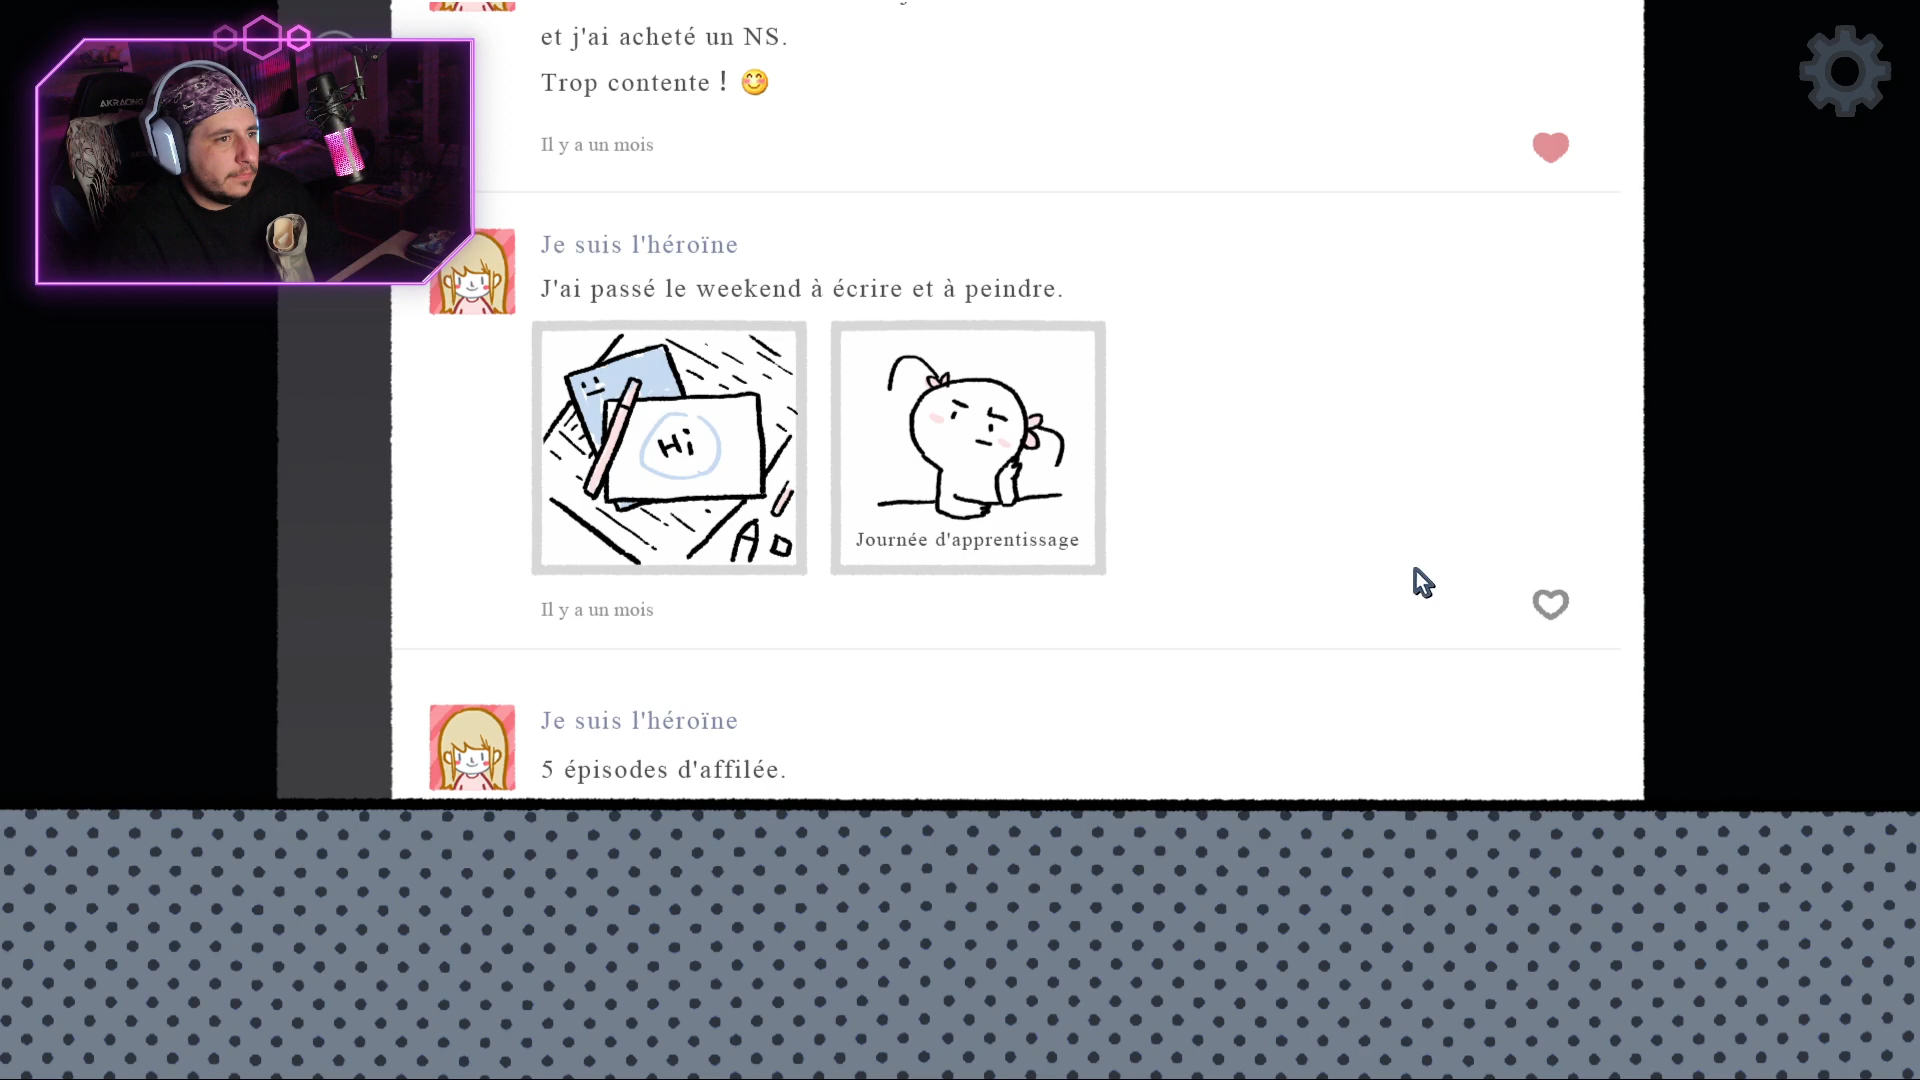 AKRACING
et j'ai acheté un NS.
Trop contente ! 😊
Il y a un mois
Je suis l'héroïne
J'ai passé le weekend à écrire et à peindre.
Hi
A D
Journée d'apprentissage
Il y a un mois
Je suis l'héroïne
5 épisodes d'affilée.